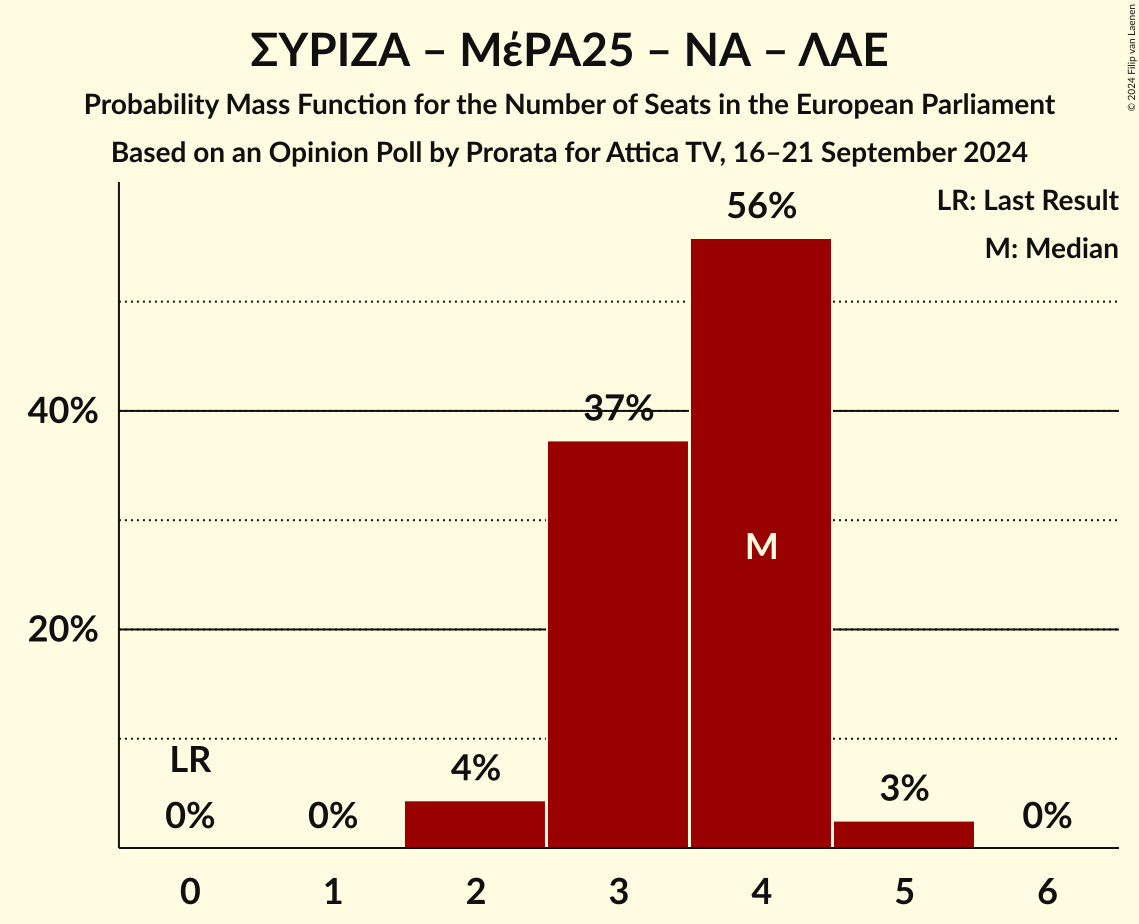 ΣΥΡΙΖΑ – ΜέΡΑ25 – ΝΑ – ΛΑΕ
Probability Mass Function for the Number of Seats in the European Parliament
Based on an Opinion Poll by Prorata for Attica TV, 16–21 September 2024
© 2024 Filip van Laenen
LR: Last Result
M: Median
56%
40%
37%
M
20%
LR
0%
0%
4%
3%
0%
0
1
2
3
4
5
6